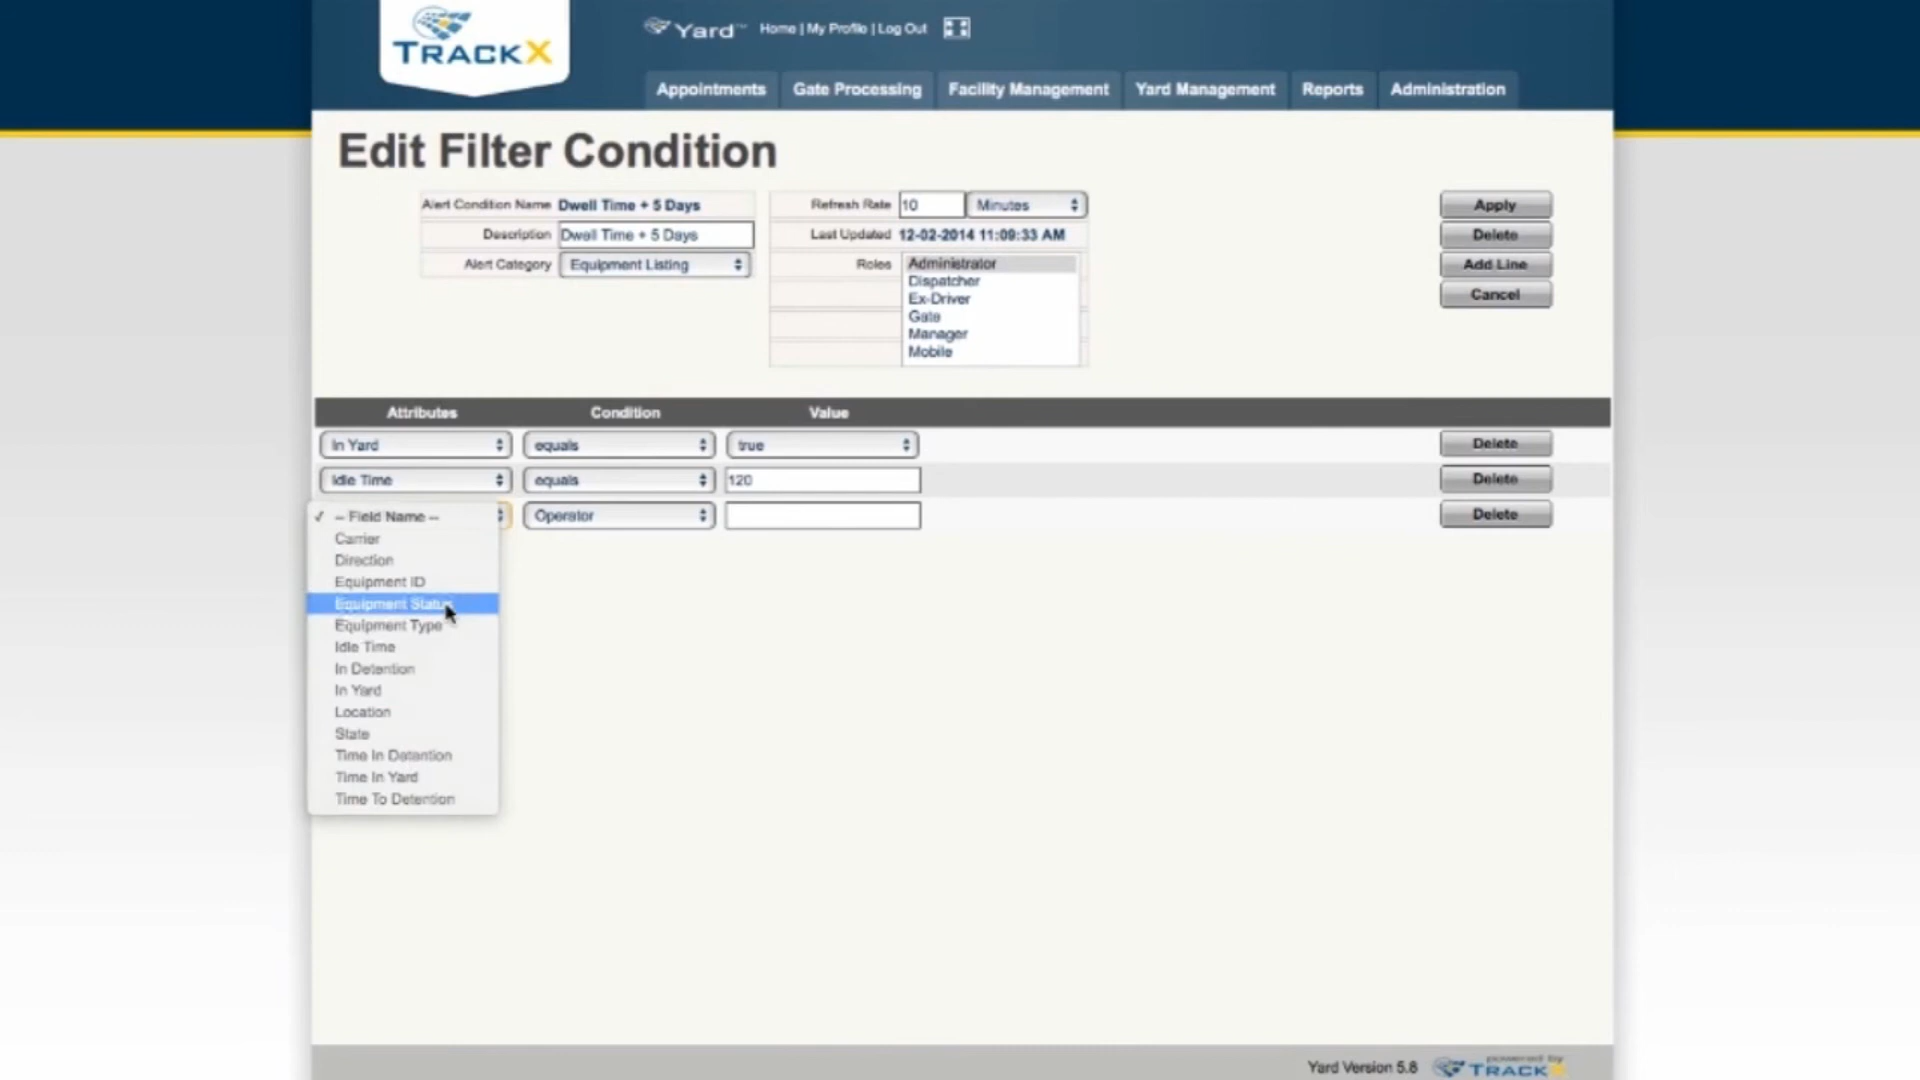 TRACKX
Yard™ Home | My Profile | Log Out
Appointments Gate Processing Facility Management Yard Management Reports Administration
Edit Filter Condition
Alert Condition Name Dwell Time + 5 Days
Description Dwell Time + 5 Days
Alert Category Equipment Listing
Refresh Rate 10 Minutes
Last Updated 12-02-2014 11:09:33 AM
Roles Administrator
Dispatcher
Ex-Driver
Gate
Manager
Mobile
Apply
Delete
Add Line
Cancel
Attributes Condition Value
In Yard equals true Delete
Idle Time equals 120 Delete
✓ -- Field Name -- Operator Delete
Carrier
Direction
Equipment ID
Equipment Status
Equipment Type
Idle Time
In Detention
In Yard
Location
State
Time In Detention
Time In Yard
Time To Detention
Yard Version 5.8 powered by TRACKX